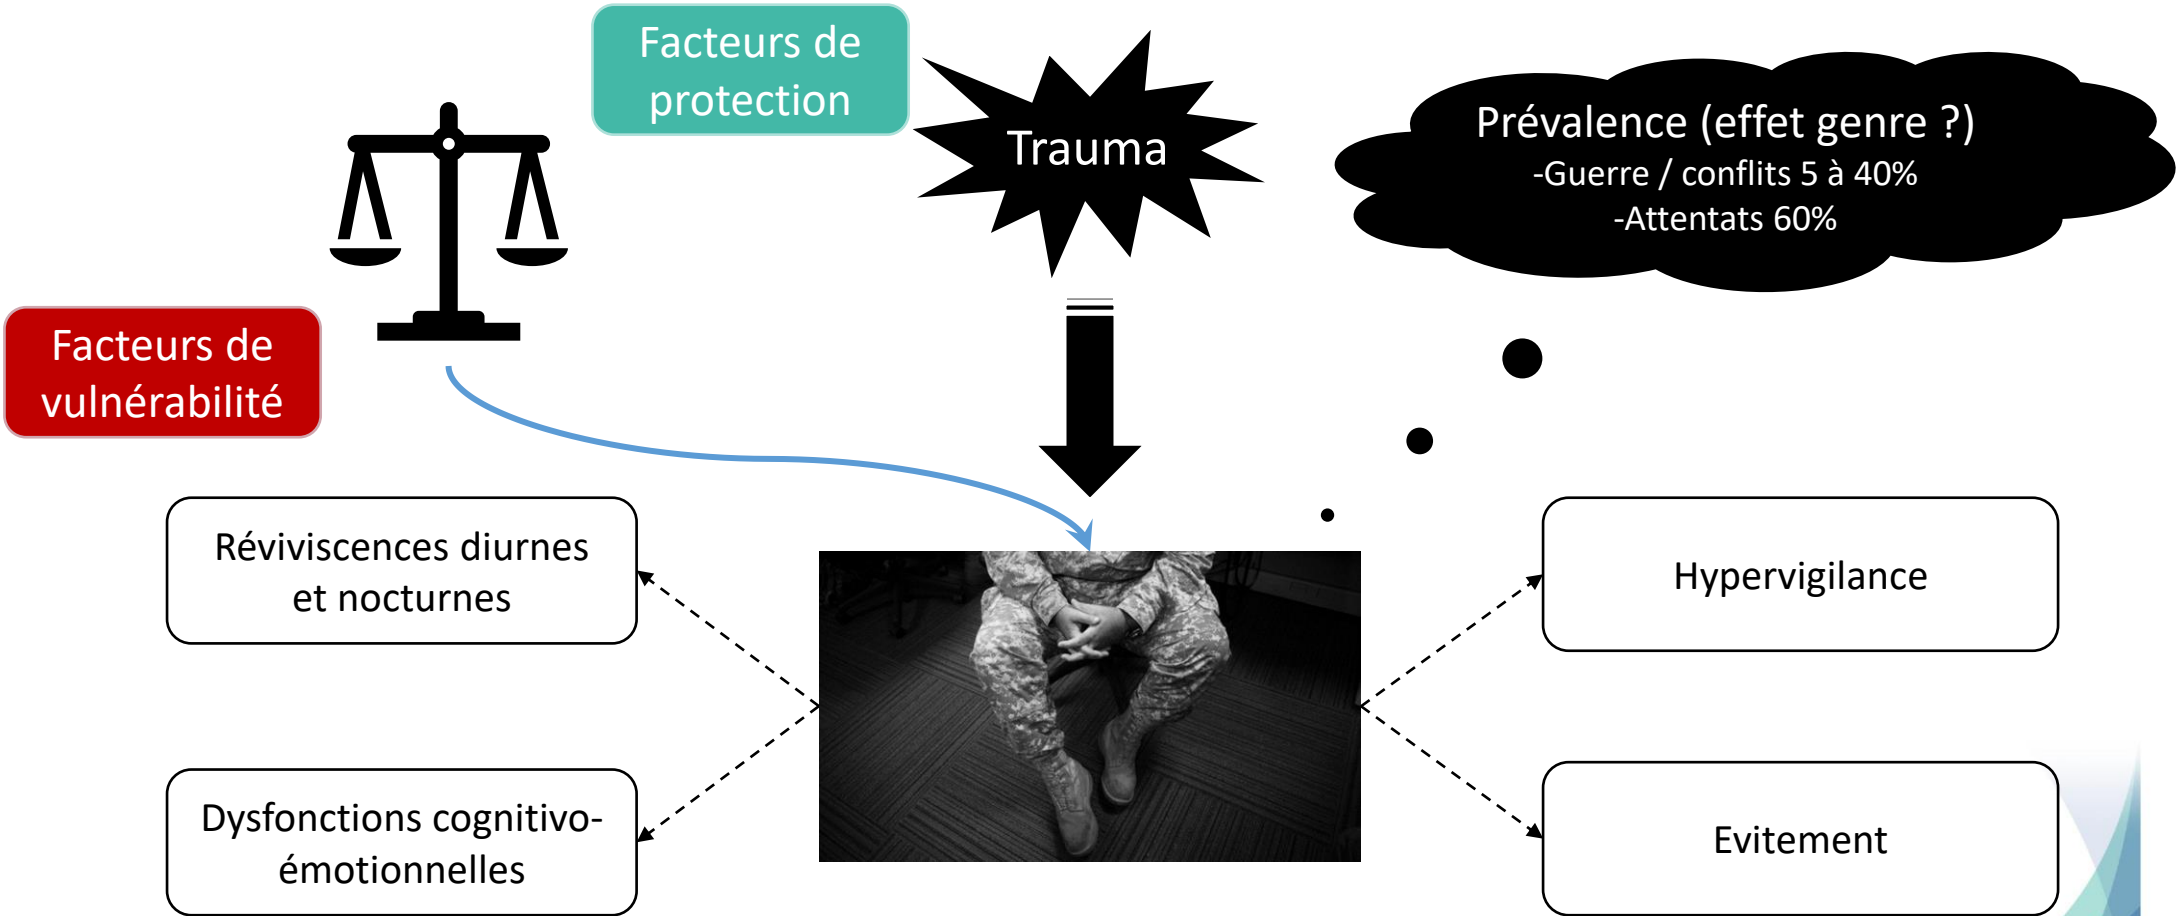 Facteurs de
protection
Trauma
Prévalence (effet genre ?)
-Guerre / conflits 5 à 40%
-Attentats 60%
Facteurs de
vulnérabilité
Réviviscences diurnes
et nocturnes
Hypervigilance
Dysfonctions cognitivo-
émotionnelles
Evitement